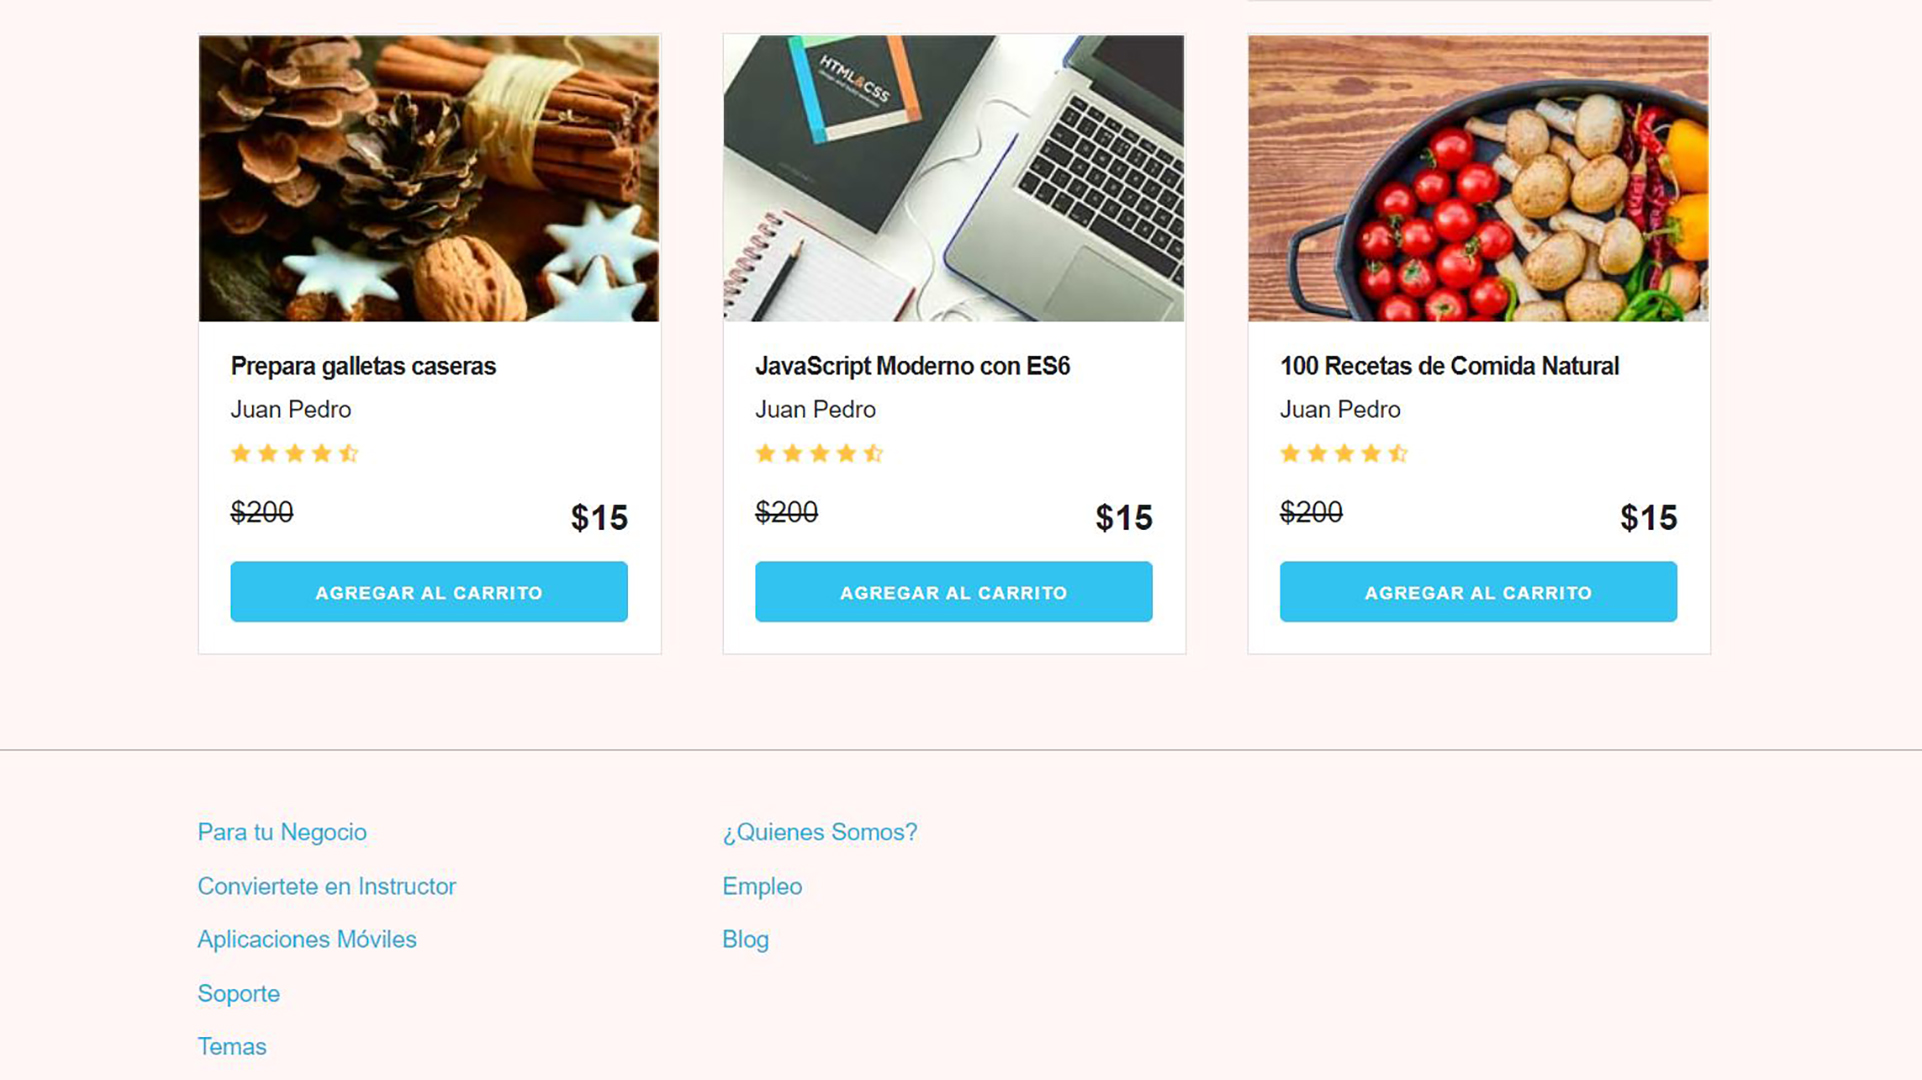 HTML&CSS
Prepara galletas caseras
Juan Pedro
$200
$15
AGREGAR AL CARRITO
JavaScript Moderno con ES6
Juan Pedro
$200
$15
AGREGAR AL CARRITO
100 Recetas de Comida Natural
Juan Pedro
$200
$15
AGREGAR AL CARRITO
Para tu Negocio
Conviertete en Instructor
Aplicaciones Móviles
Soporte
Temas
¿Quienes Somos?
Empleo
Blog